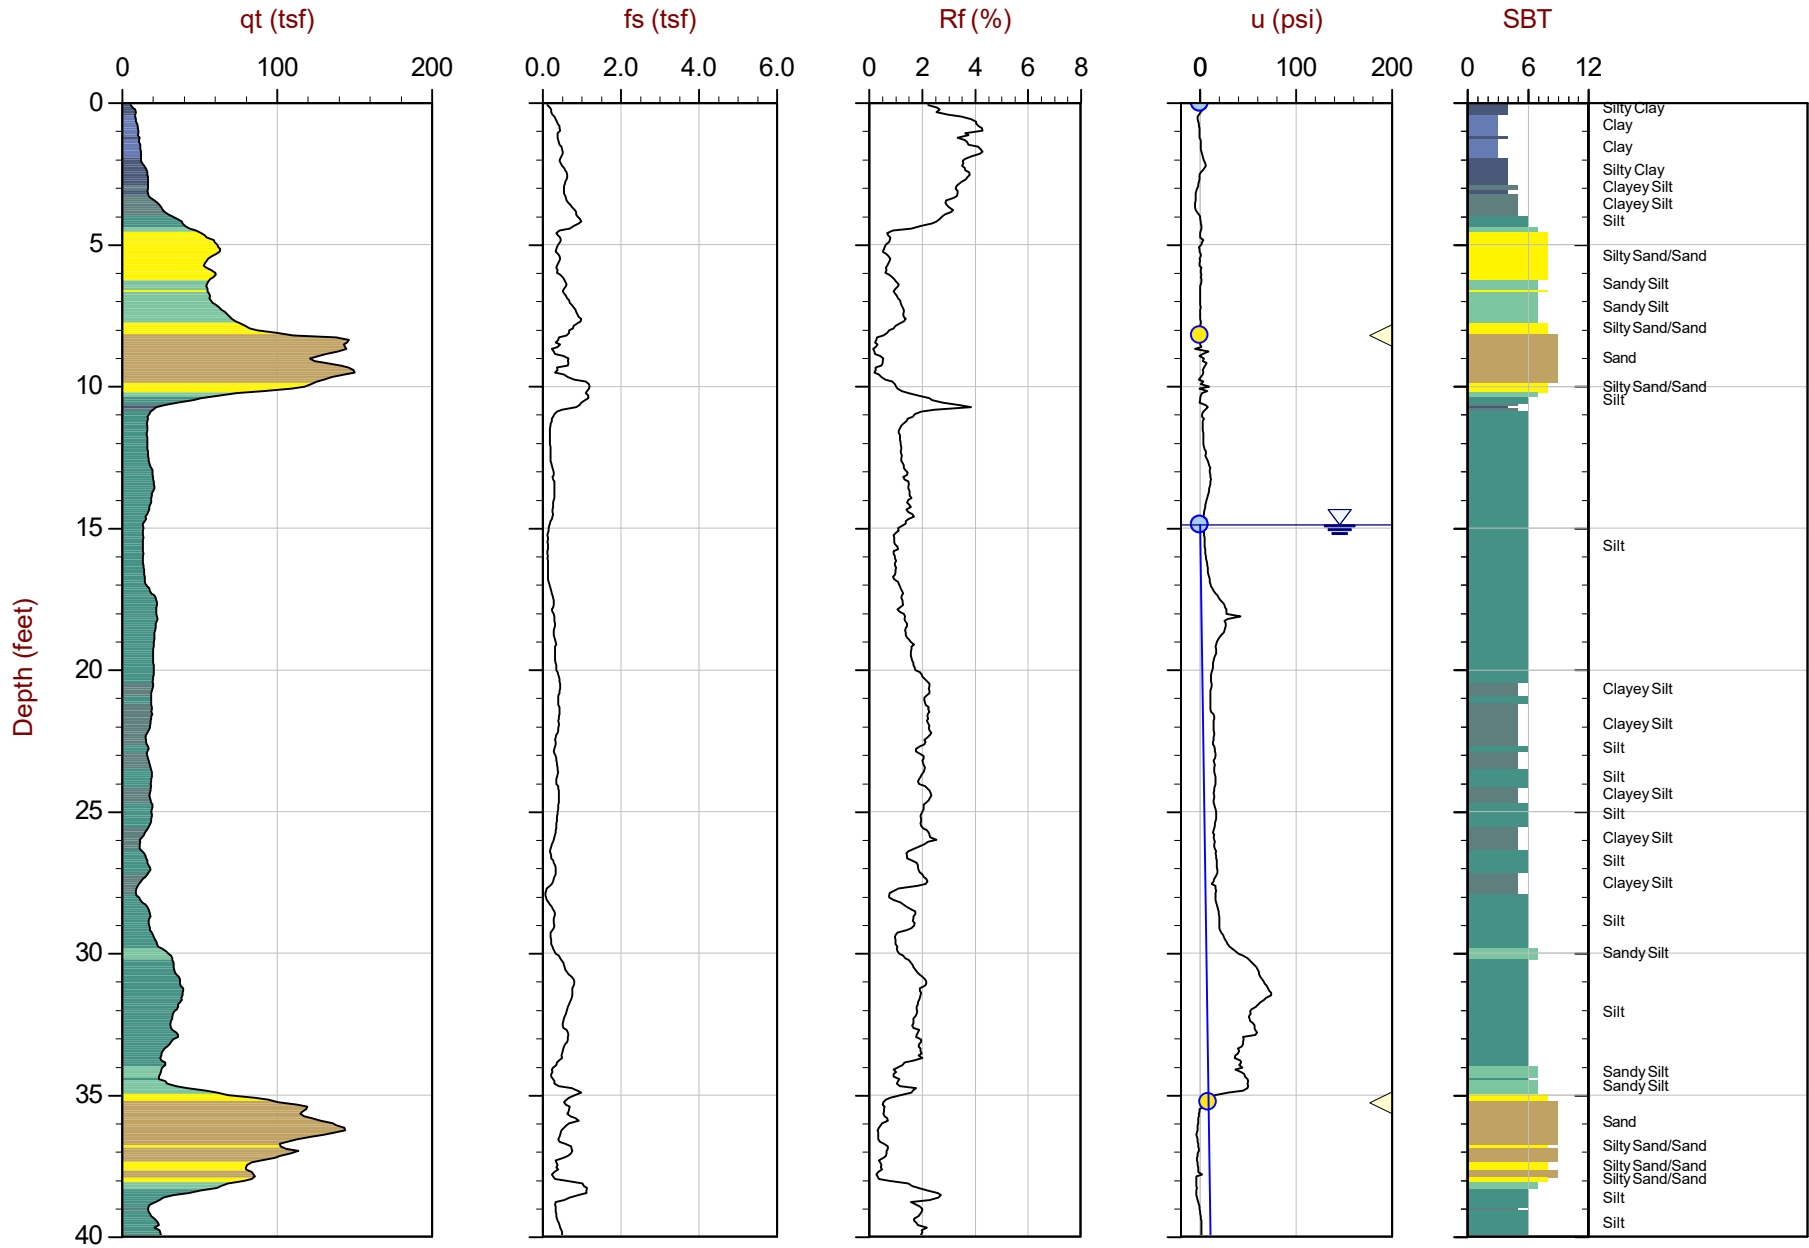 qt (tsf) fs (tsf) Rf (%) u (psi) SBT
0 100 200 0.0 2.0 4.0 6.0 0 2 4 6 8 0 100 200 0 6 12
0
5
10
15
20
25
30
35
40
Depth (feet)
Silty Clay
Clay
Clay
Silty Clay
Clayey Silt
Clayey Silt
Silt
Silty Sand/Sand
Sandy Silt
Sandy Silt
Silty Sand/Sand
Sand
Silty Sand/Sand
Silt
Silt
Clayey Silt
Clayey Silt
Silt
Silt
Clayey Silt
Silt
Clayey Silt
Silt
Clayey Silt
Silt
Sandy Silt
Silt
Sandy Silt
Sandy Silt
Sand
Silty Sand/Sand
Silty Sand/Sand
Silty Sand/Sand
Silt
Silt